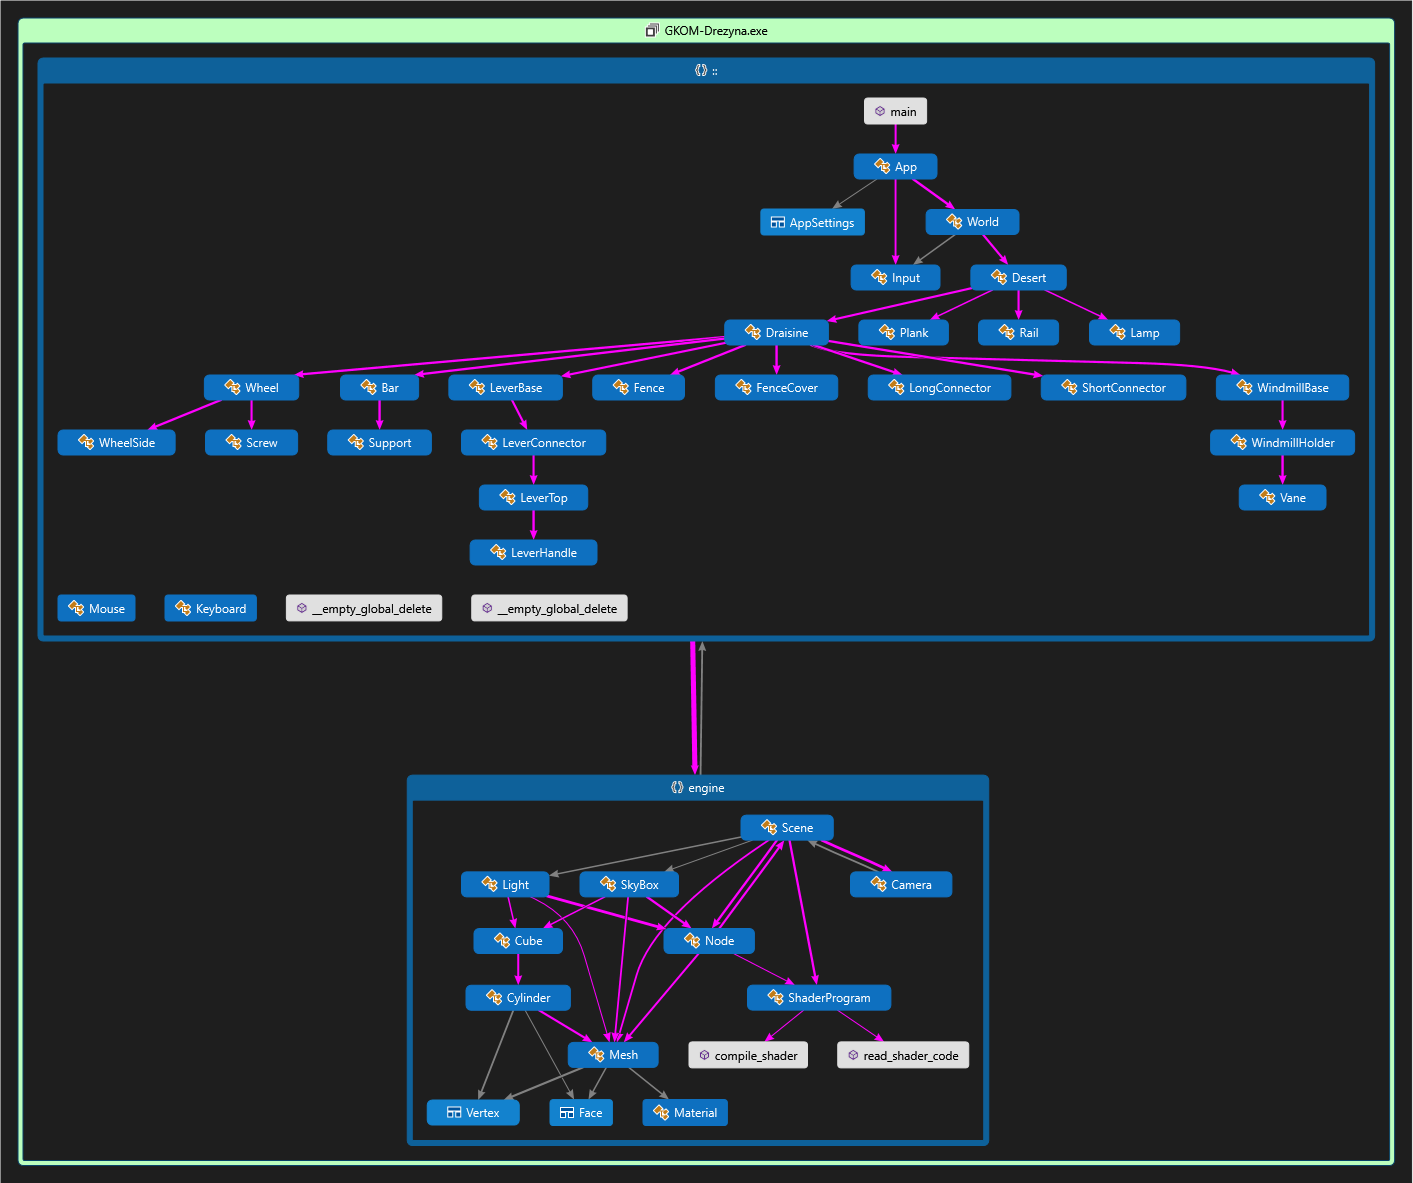 GKOM-Drezyna.exe
::
main
App
AppSettings
World
Input
Desert
Draisine
Plank
Rail
Lamp
Wheel
Bar
LeverBase
Fence
FenceCover
LongConnector
ShortConnector
WindmillBase
WheelSide
Screw
Support
LeverConnector
WindmillHolder
LeverTop
Vane
LeverHandle
Mouse
Keyboard
__empty_global_delete
__empty_global_delete
engine
Scene
Light
SkyBox
Camera
Cube
Node
Cylinder
ShaderProgram
Mesh
compile_shader
read_shader_code
Vertex
Face
Material